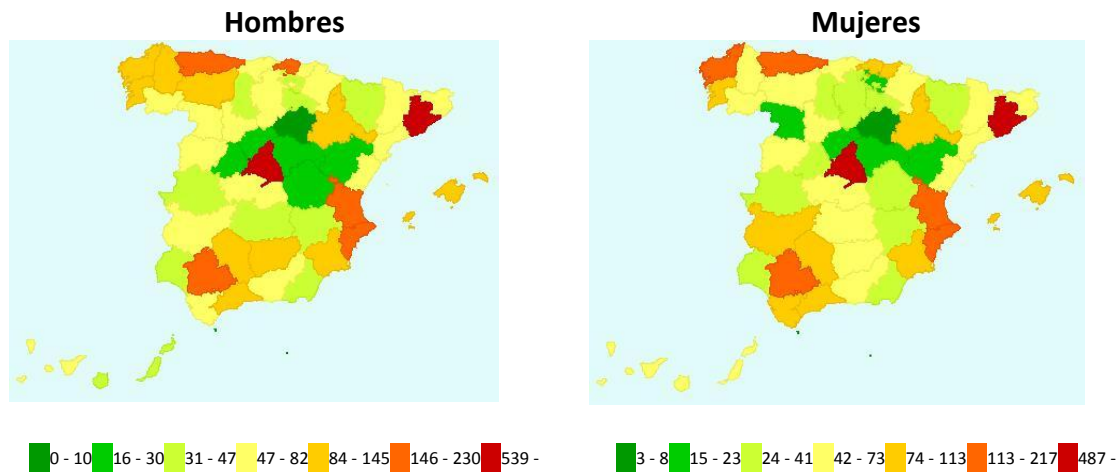 Hombres
Mujeres
0 - 10 16 - 30 31 - 47 47 - 82 84 - 145 146 - 230 539 -
3 - 8 15 - 23 24 - 41 42 - 73 74 - 113 113 - 217 487 -